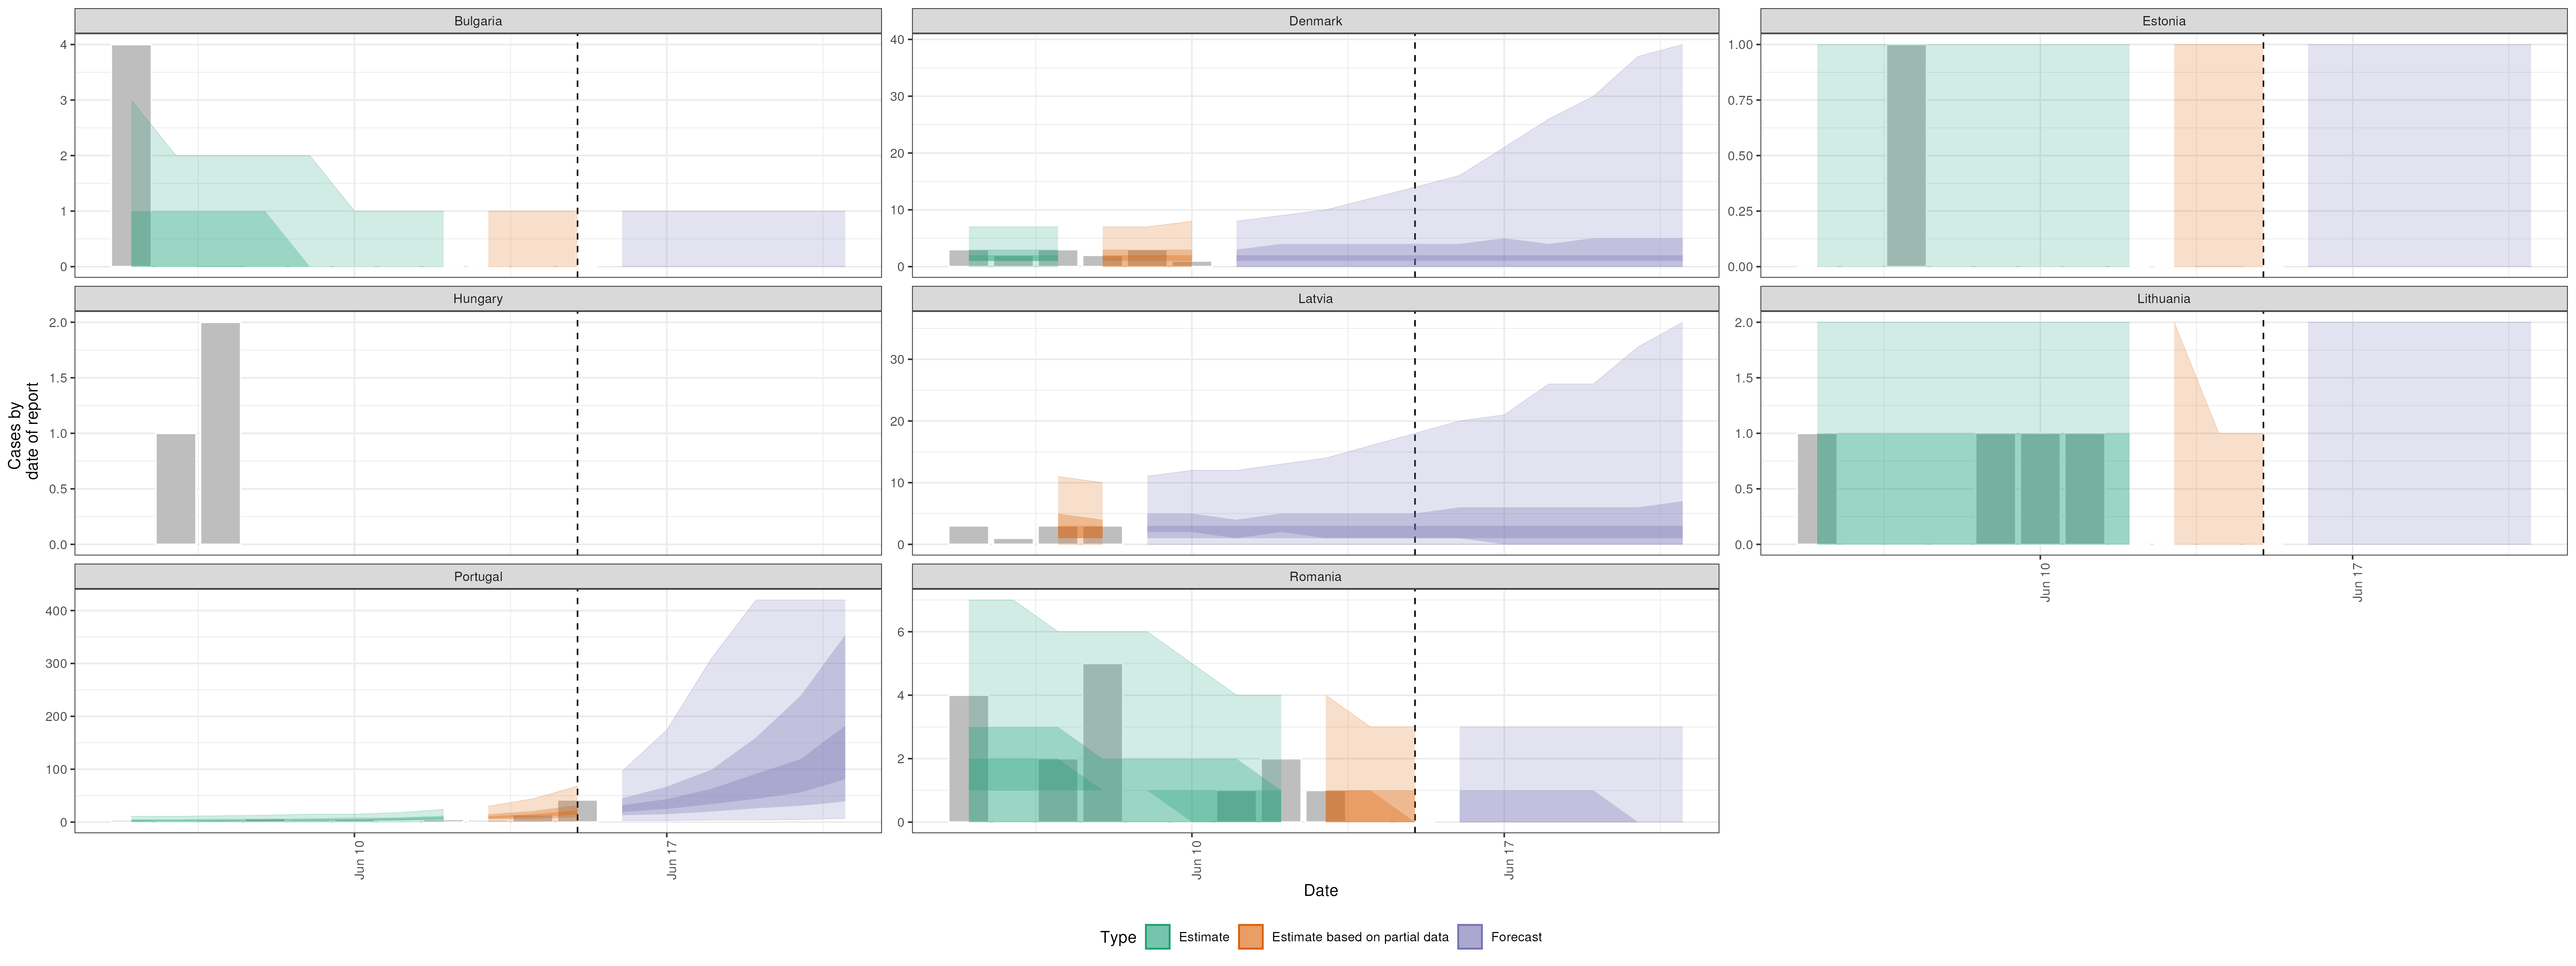 Bulgaria
Denmark
Estonia
4
3
2
1
0
40
30
20
10
0
1.00
0.75
0.50
0.25
0.00
Hungary
Latvia
Lithuania
2.0
1.5
1.0
0.5
0.0
30
20
10
0
2.0
1.5
1.0
0.5
0.0
Cases by
date of report
Portugal
Romania
Jun 10
Jun 17
400
300
200
100
0
6
4
2
0
Jun 10
Jun 17
Jun 10
Jun 17
Date
Type
Estimate
Estimate based on partial data
Forecast